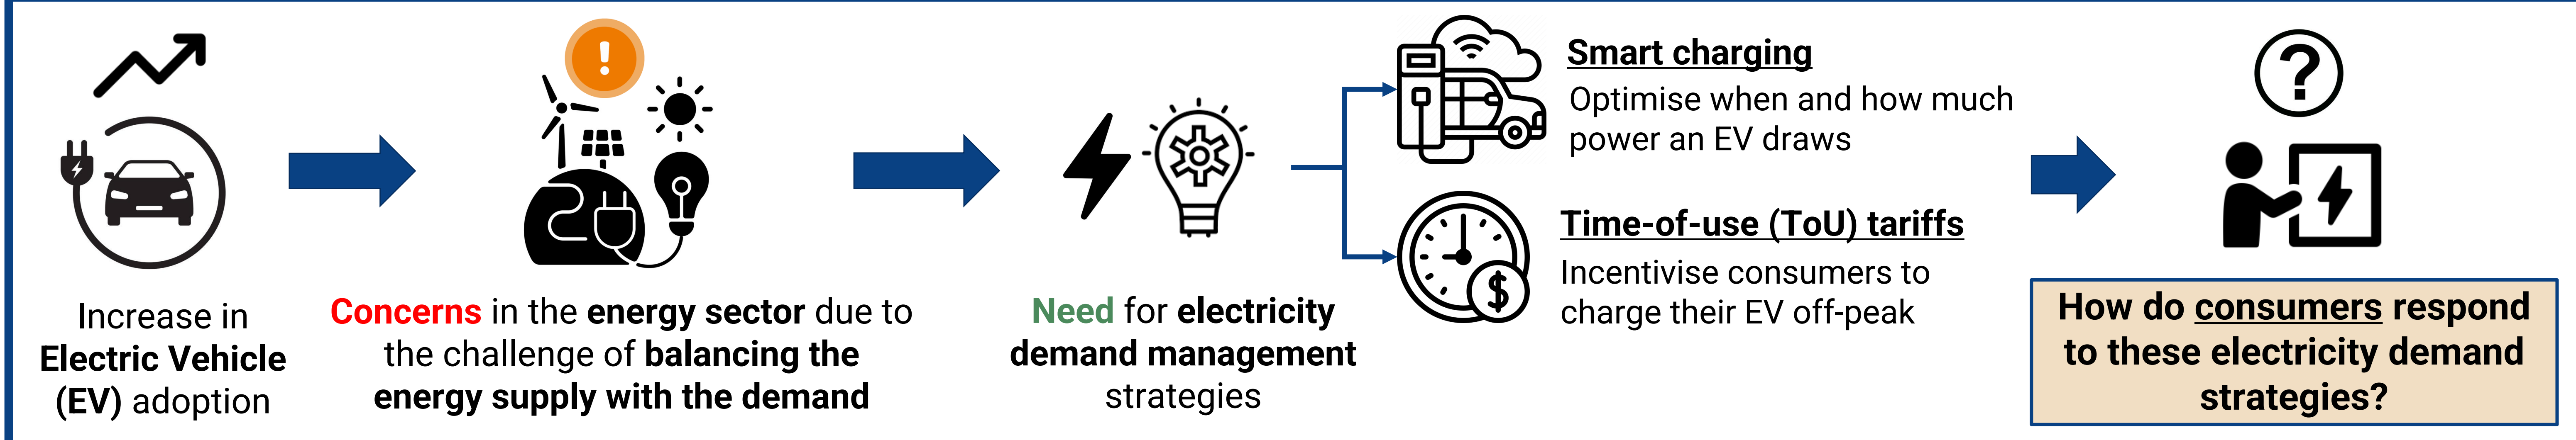 Increase in
Electric Vehicle
(EV) adoption
!
Concerns in the energy sector due to
the challenge of balancing the
energy supply with the demand
Need for electricity
demand management
strategies
Smart charging
Optimise when and how much
power an EV draws
$
Time-of-use (ToU) tariffs
Incentivise consumers to
charge their EV off-peak
?
How do consumers respond
to these electricity demand
strategies?